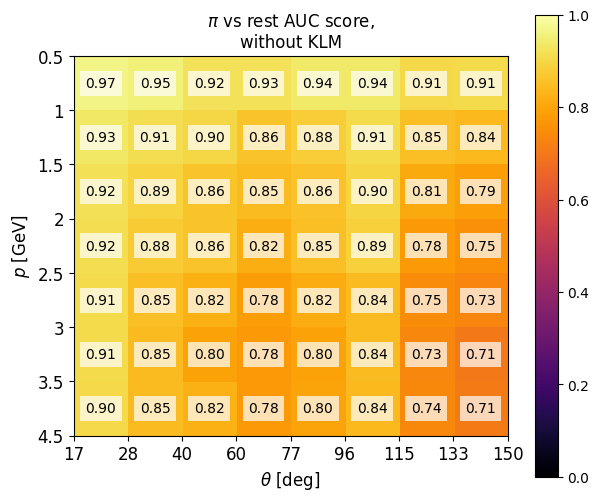 π vs rest AUC score,
without KLM
1.0
0.5
0.97 0.95 0.92 0.93 0.94 0.94 0.91 0.91
1
0.93 0.91 0.90 0.86 0.88 0.91 0.85 0.84
0.8
1.5
0.92 0.89 0.86 0.85 0.86 0.90 0.81 0.79
2
0.6
0.92 0.88 0.86 0.82 0.85 0.89 0.78 0.75
p [GeV]
2.5
0.91 0.85 0.82 0.78 0.82 0.84 0.75 0.73
0.4
3
0.91 0.85 0.80 0.78 0.80 0.84 0.73 0.71
3.5
0.2
0.90 0.85 0.82 0.78 0.80 0.84 0.74 0.71
4.5
17 28 40 60 77 96 115 133 150
0.0
θ [deg]